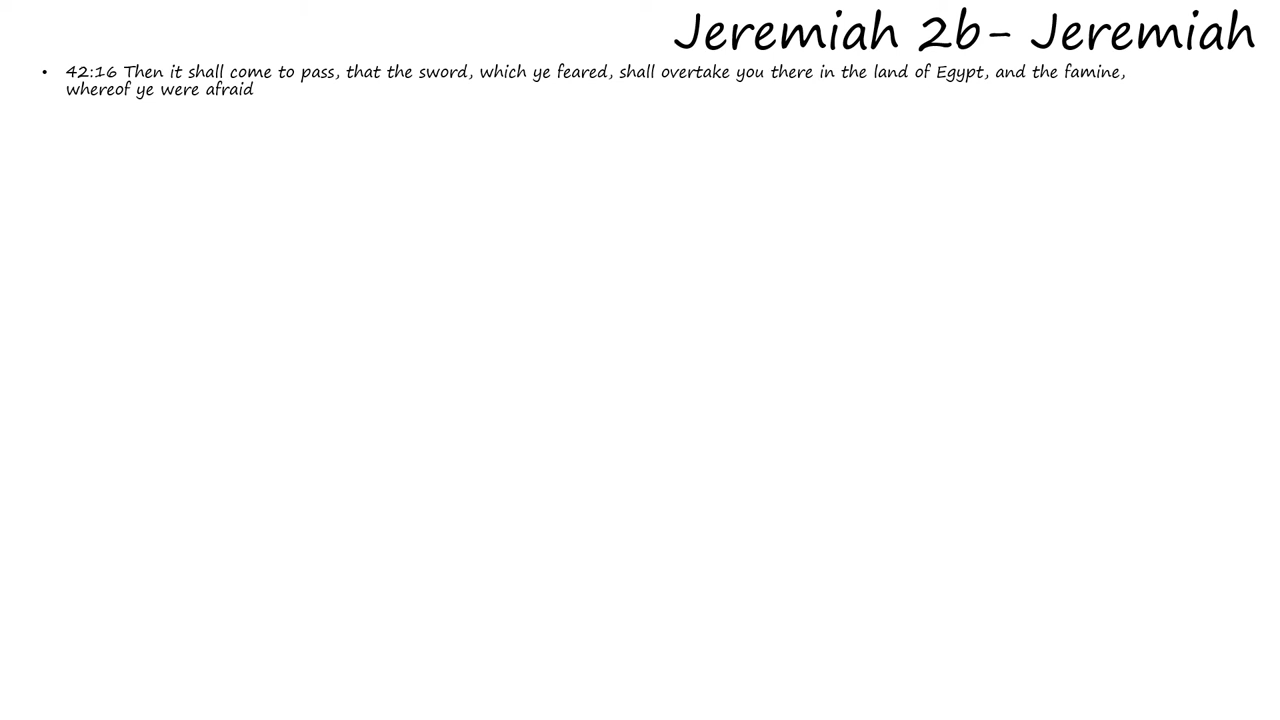 Jeremiah 2b- Jeremiah
• 42:16 Then it shall come to pass, that the sword, which ye feared, shall overtake you there in the land of Egypt, and the famine,
whereof ye were afraid